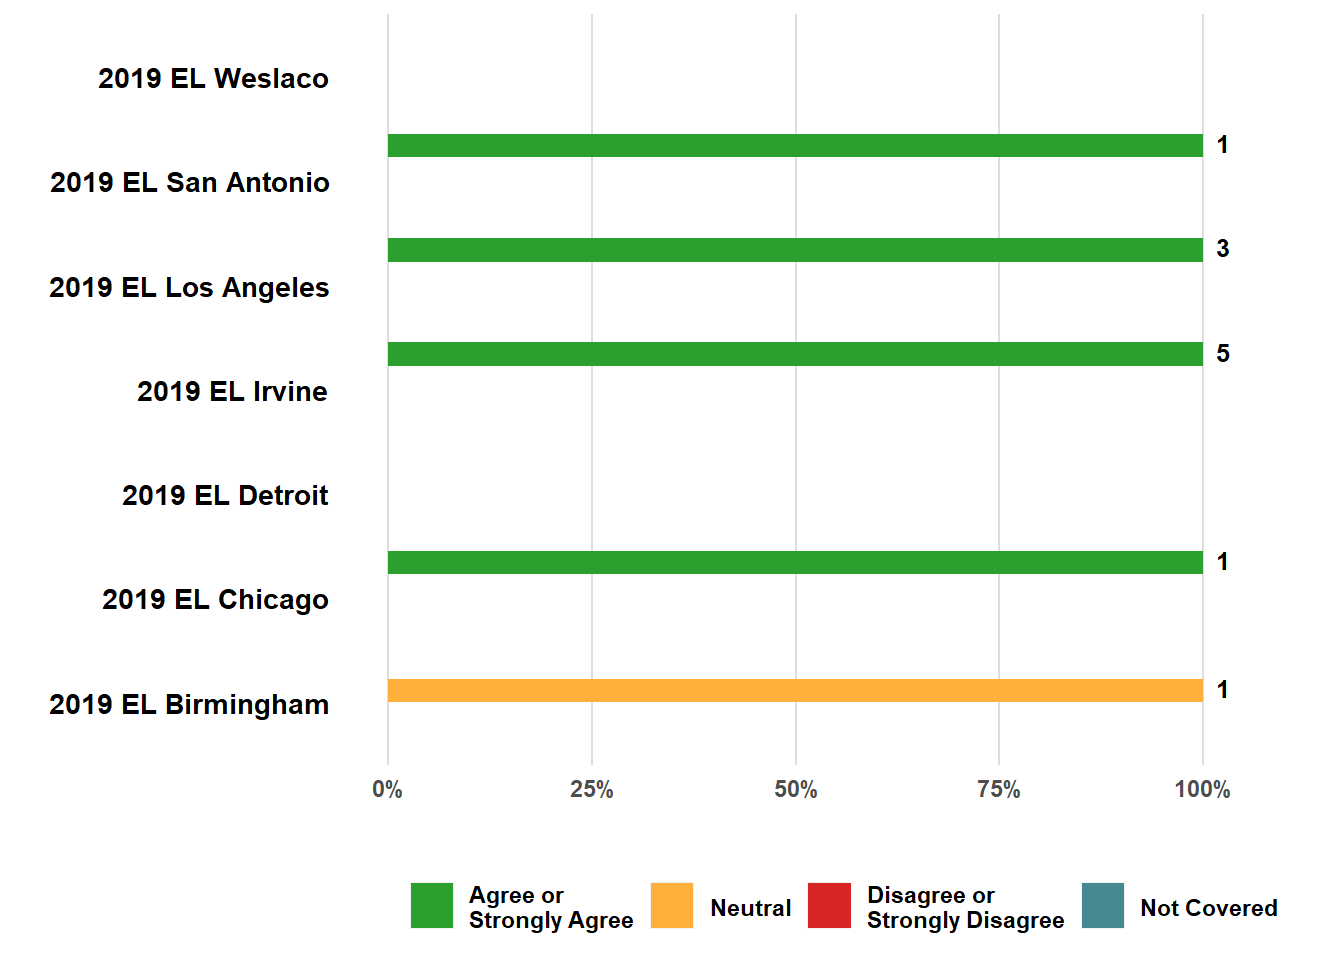 2019 EL Weslaco
1
2019 EL San Antonio
3
2019 EL Los Angeles
5
2019 EL Irvine
2019 EL Detroit
1
2019 EL Chicago
1
2019 EL Birmingham
0% 25% 50% 75% 100%
Agree or
Strongly Agree
Neutral
Disagree or
Strongly Disagree
Not Covered